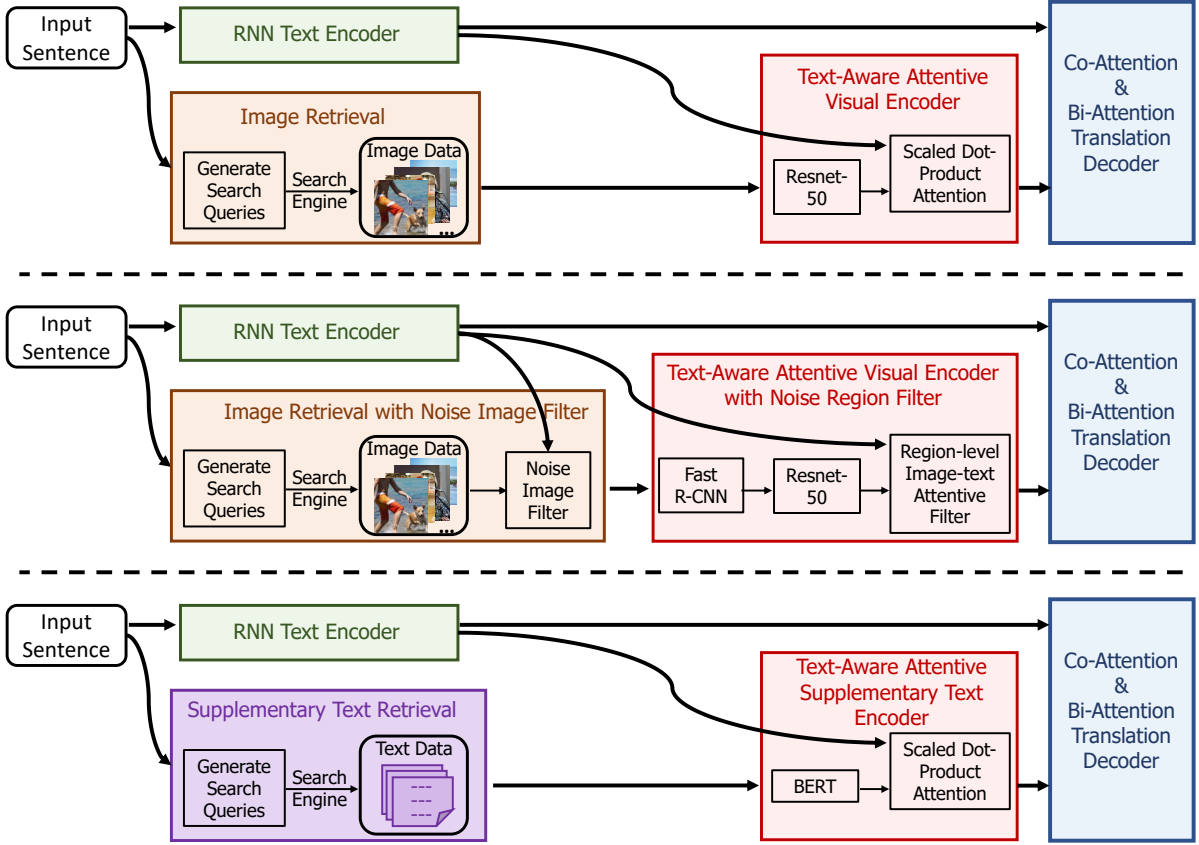 Input
Sentence
RNN Text Encoder
Image Retrieval
Generate
Search
Queries
Search
Engine
Image Data
...
Text-Aware Attentive
Visual Encoder
Resnet-
50
Scaled Dot-
Product
Attention
Co-Attention
&
Bi-Attention
Translation
Decoder
Input
Sentence
RNN Text Encoder
Image Retrieval with Noise Image Filter
Generate
Search
Queries
Search
Engine
Image Data
...
Noise
Image
Filter
Text-Aware Attentive Visual Encoder
with Noise Region Filter
Fast
R-CNN
Resnet-
50
Region-level
Image-text
Attentive
Filter
Co-Attention
&
Bi-Attention
Translation
Decoder
Input
Sentence
RNN Text Encoder
Supplementary Text Retrieval
Generate
Search
Queries
Search
Engine
Text Data
---
---
Text-Aware Attentive
Supplementary Text
Encoder
BERT
Scaled Dot-
Product
Attention
Co-Attention
&
Bi-Attention
Translation
Decoder